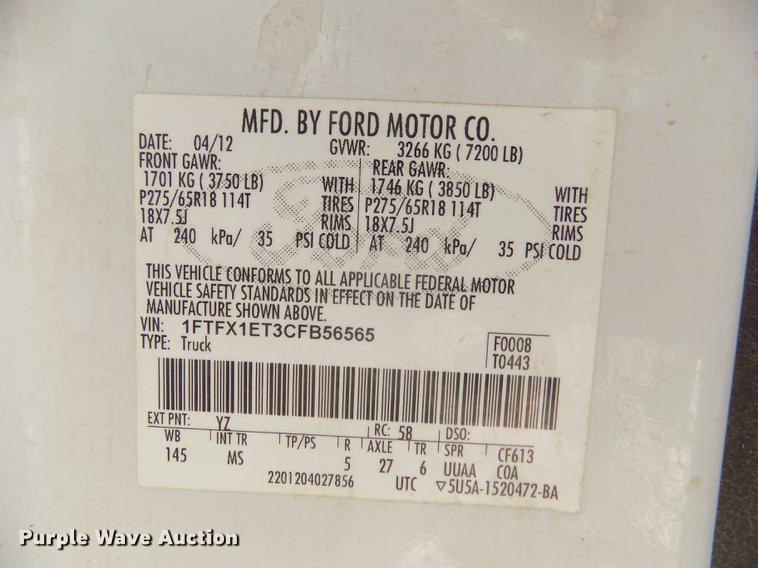 MFD. BY FORD MOTOR CO.
DATE: 04/12 GVWR: 3266 KG ( 7200 LB)
FRONT GAWR: REAR GAWR:
1701 KG ( 3750 LB) WITH 1746 KG ( 3850 LB) WITH
P275/65R18 114T TIRES P275/65R18 114T TIRES
18X7.5J RIMS 18X7.5J RIMS
AT 240 kPa/ 35 PSI COLD AT 240 kPa/ 35 PSI COLD
Ford
THIS VEHICLE CONFORMS TO ALL APPLICABLE FEDERAL MOTOR
VEHICLE SAFETY STANDARDS IN EFFECT ON THE DATE OF
MANUFACTURE SHOWN ABOVE.
VIN: 1FTFX1ET3CFB56565
TYPE: Truck
F0008
T0443
EXT PNT: YZ RC: 58 DSO:
WB INT TR TP/PS R AXLE TR SPR CF613
145 MS 5 27 6 UUAA COA
2201204027856 UTC ▽5U5A-1520472-BA
Purple Wave Auction